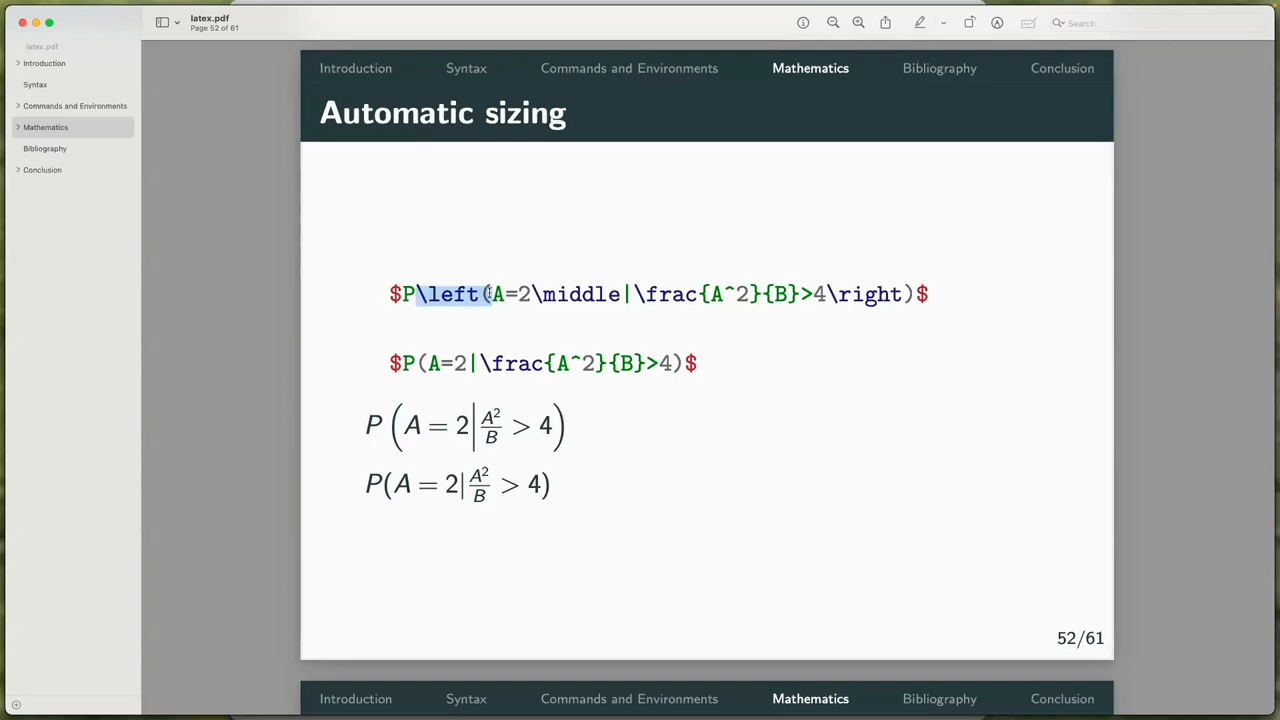 latex.pdf
Page 52 of 61
Search
latex.pdf
Introduction
Syntax
Commands and Environments
Mathematics
Bibliography
Conclusion
Introduction Syntax Commands and Environments Mathematics Bibliography Conclusion
Automatic sizing
$P\left(A=2\middle|\frac{A^2}{B}>4\right)$
$P(A=2|\frac{A^2}{B}>4)$
P(A = 2|A²/B > 4)
P(A = 2|A²/B > 4)
52/61
Introduction Syntax Commands and Environments Mathematics Bibliography Conclusion